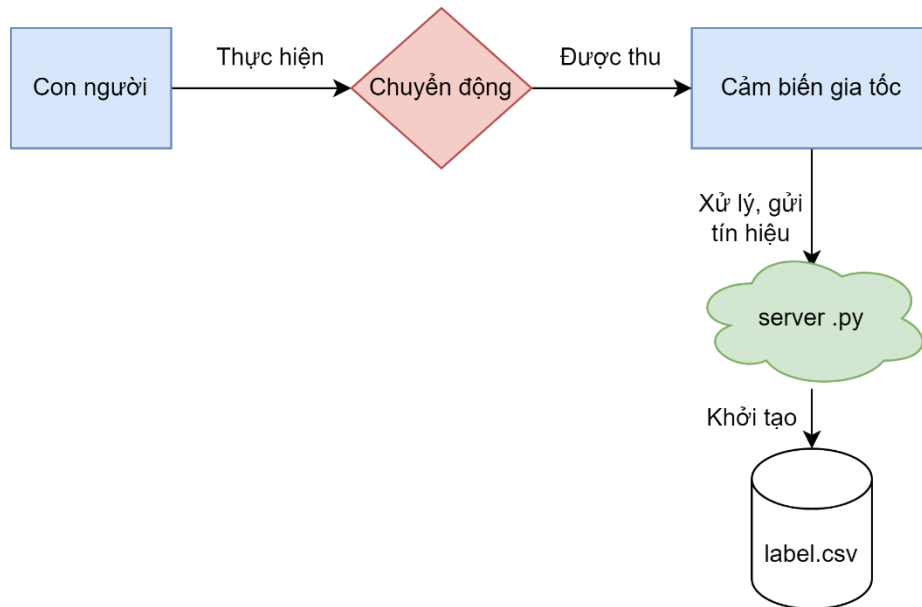 Con người
Thực hiện
Chuyển động
Được thu
Cảm biến gia tốc
Xử lý, gửi
tín hiệu
server .py
Khởi tạo
label.csv